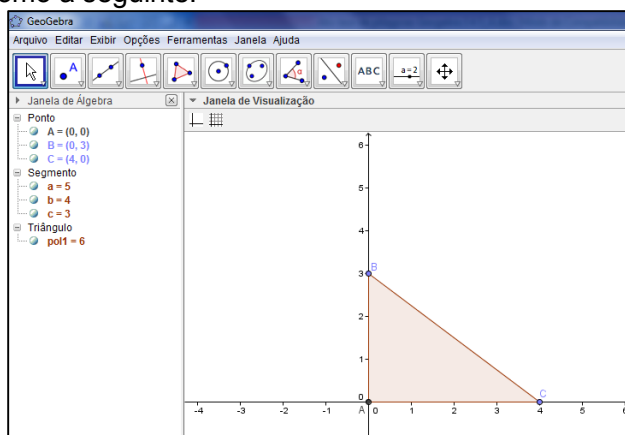 como a seguinte:
GeoGebra
Arquivo Editar Exibir Opções Ferramentas Janela Ajuda
A
ABC
a=2
Janela de Álgebra
Janela de Visualização
Ponto
A = (0, 0)
B = (0, 3)
C = (4, 0)
Segmento
a = 5
b = 4
c = 3
Triângulo
pol1 = 6
6
5
4
3
B
2
1
0
C
-4 -3 -2 -1 A 0 1 2 3 4 5 6